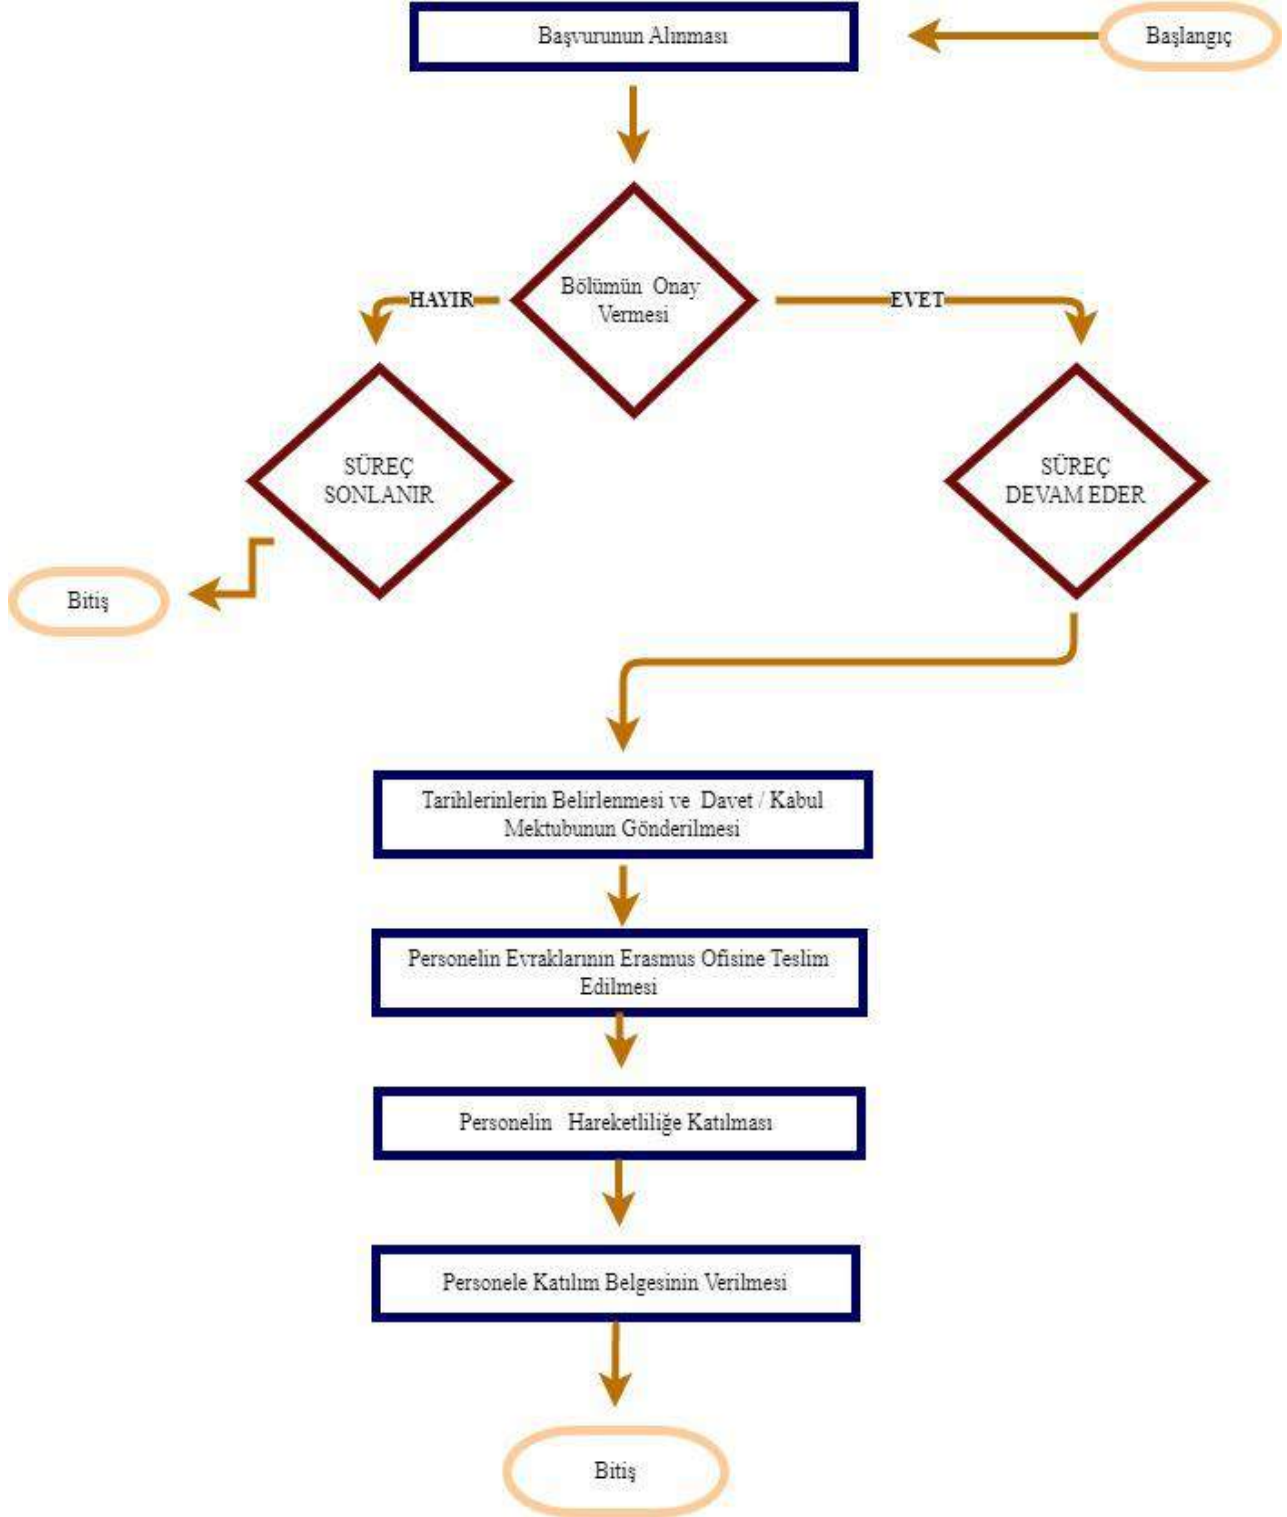 Başvurunun Alınması
Başlangıç
Bölümün Onay
Vermesi
HAYIR
EVET
SÜREÇ
SONLANIR
SÜREÇ
DEVAM EDER
Bitiş
Tarihlerinlerin Belirlenmesi ve Davet / Kabul
Mektubunun Gönderilmesi
Personelin Evraklarının Erasmus Ofisine Teslim
Edilmesi
Personelin Hareketliliğe Katılması
Personele Katılım Belgesinin Verilmesi
Bitiş